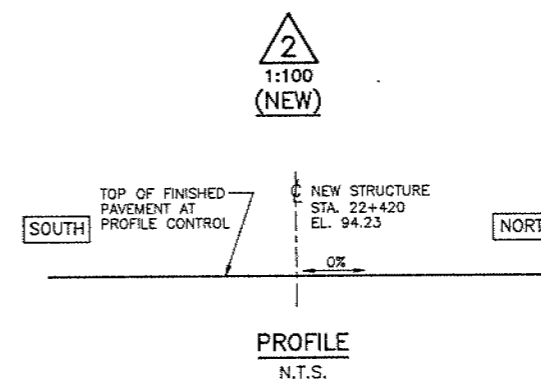 2
1:100
(NEW)
TOP OF FINISHED
PAVEMENT AT
PROFILE CONTROL
℄ NEW STRUCTURE
STA. 22+420
EL. 94.23
SOUTH
NORT
0%
PROFILE
N.T.S.